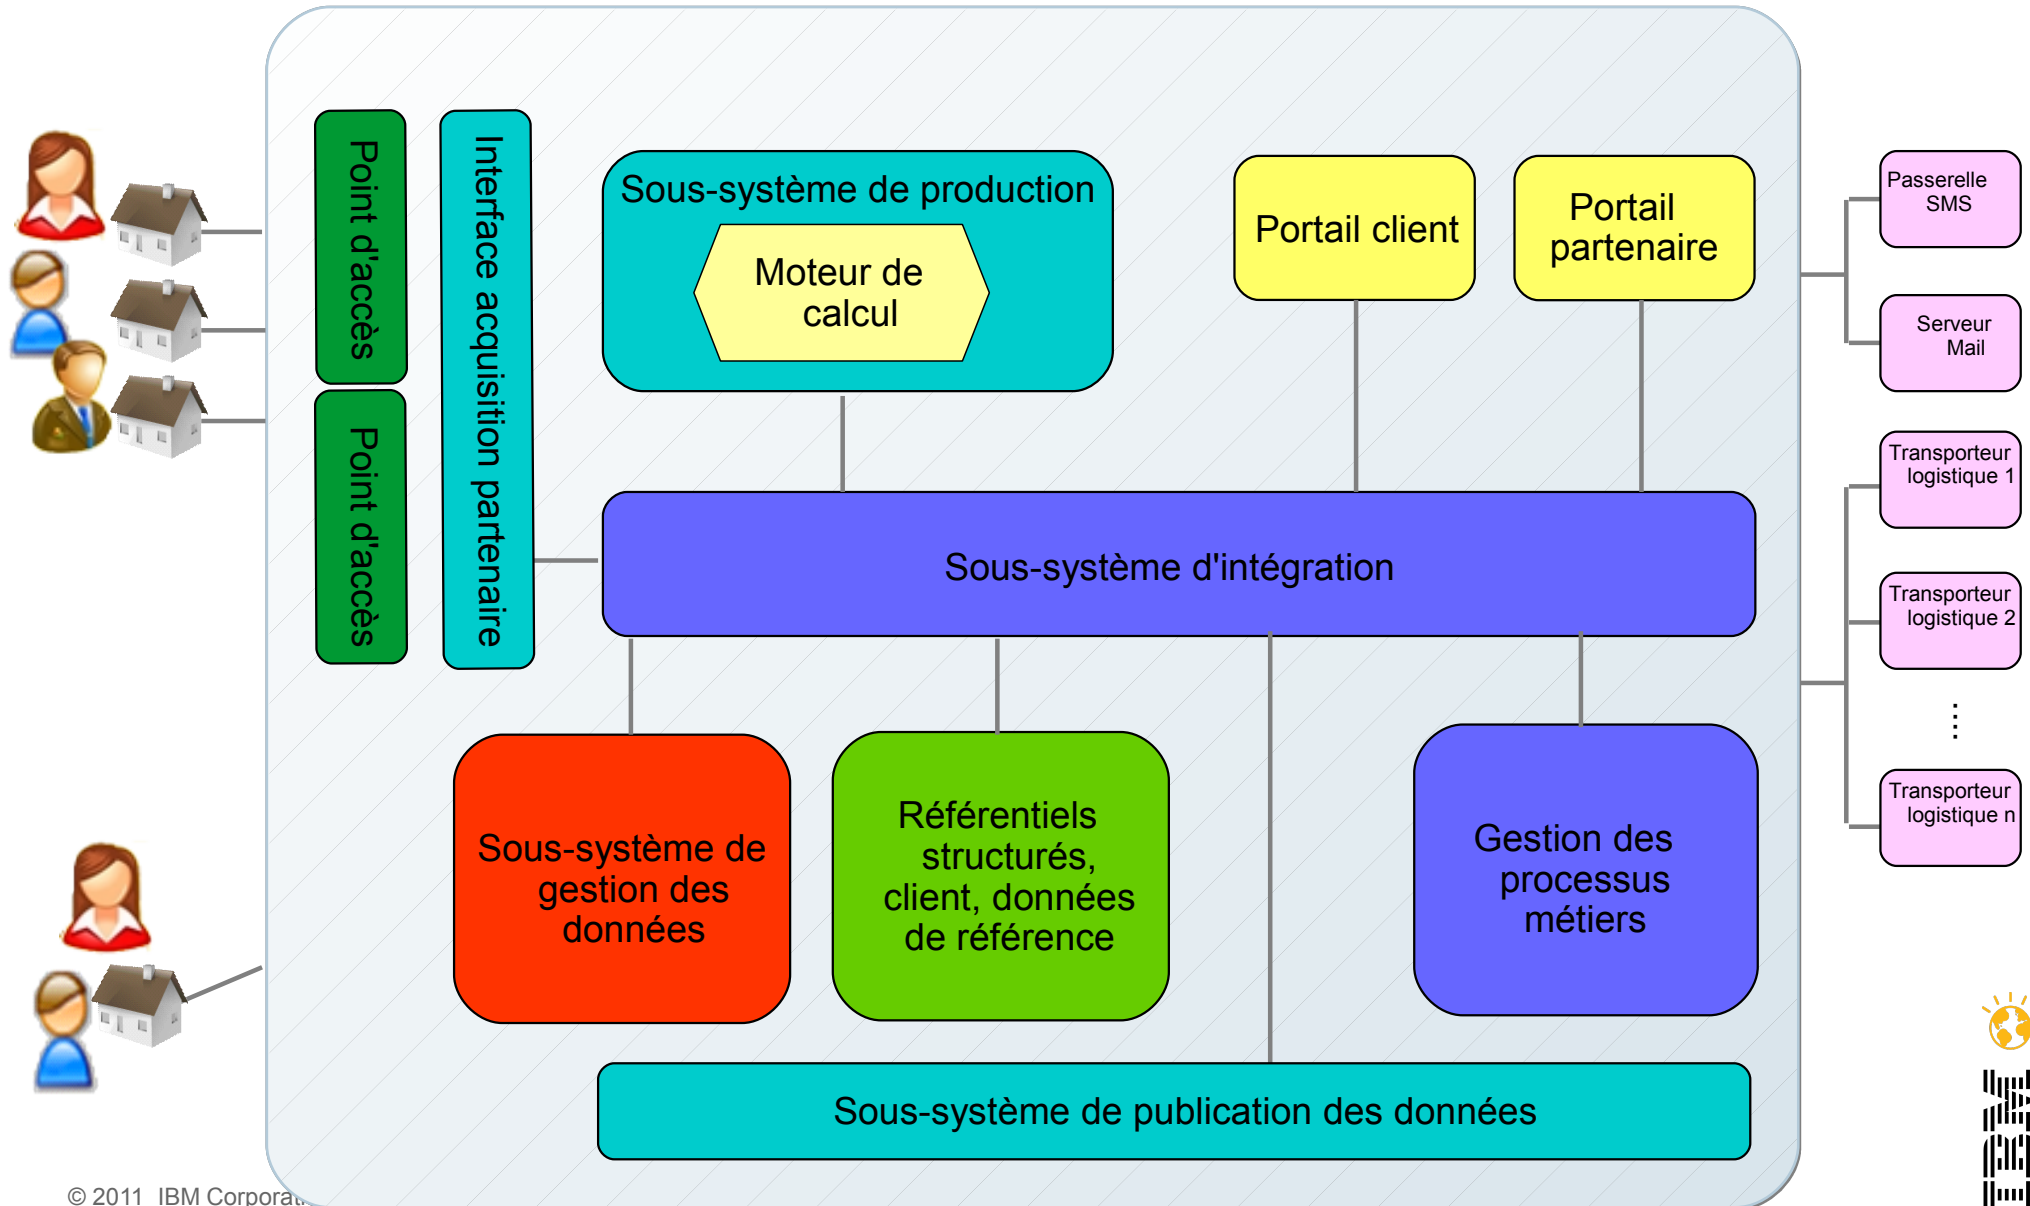 Point d'accès
Point d'accès
Interface acquisition partenaire
Sous-système de production
Moteur de
calcul
Portail client
Portail
partenaire
Sous-système d'intégration
Sous-système de
gestion des
données
Référentiels
structurés,
client, données
de référence
Gestion des
processus
métiers
Sous-système de publication des données
Passerelle
SMS
Serveur
Mail
Transporteur
logistique 1
Transporteur
logistique 2
....
Transporteur
logistique n
© 2011 IBM Corporati
IBM